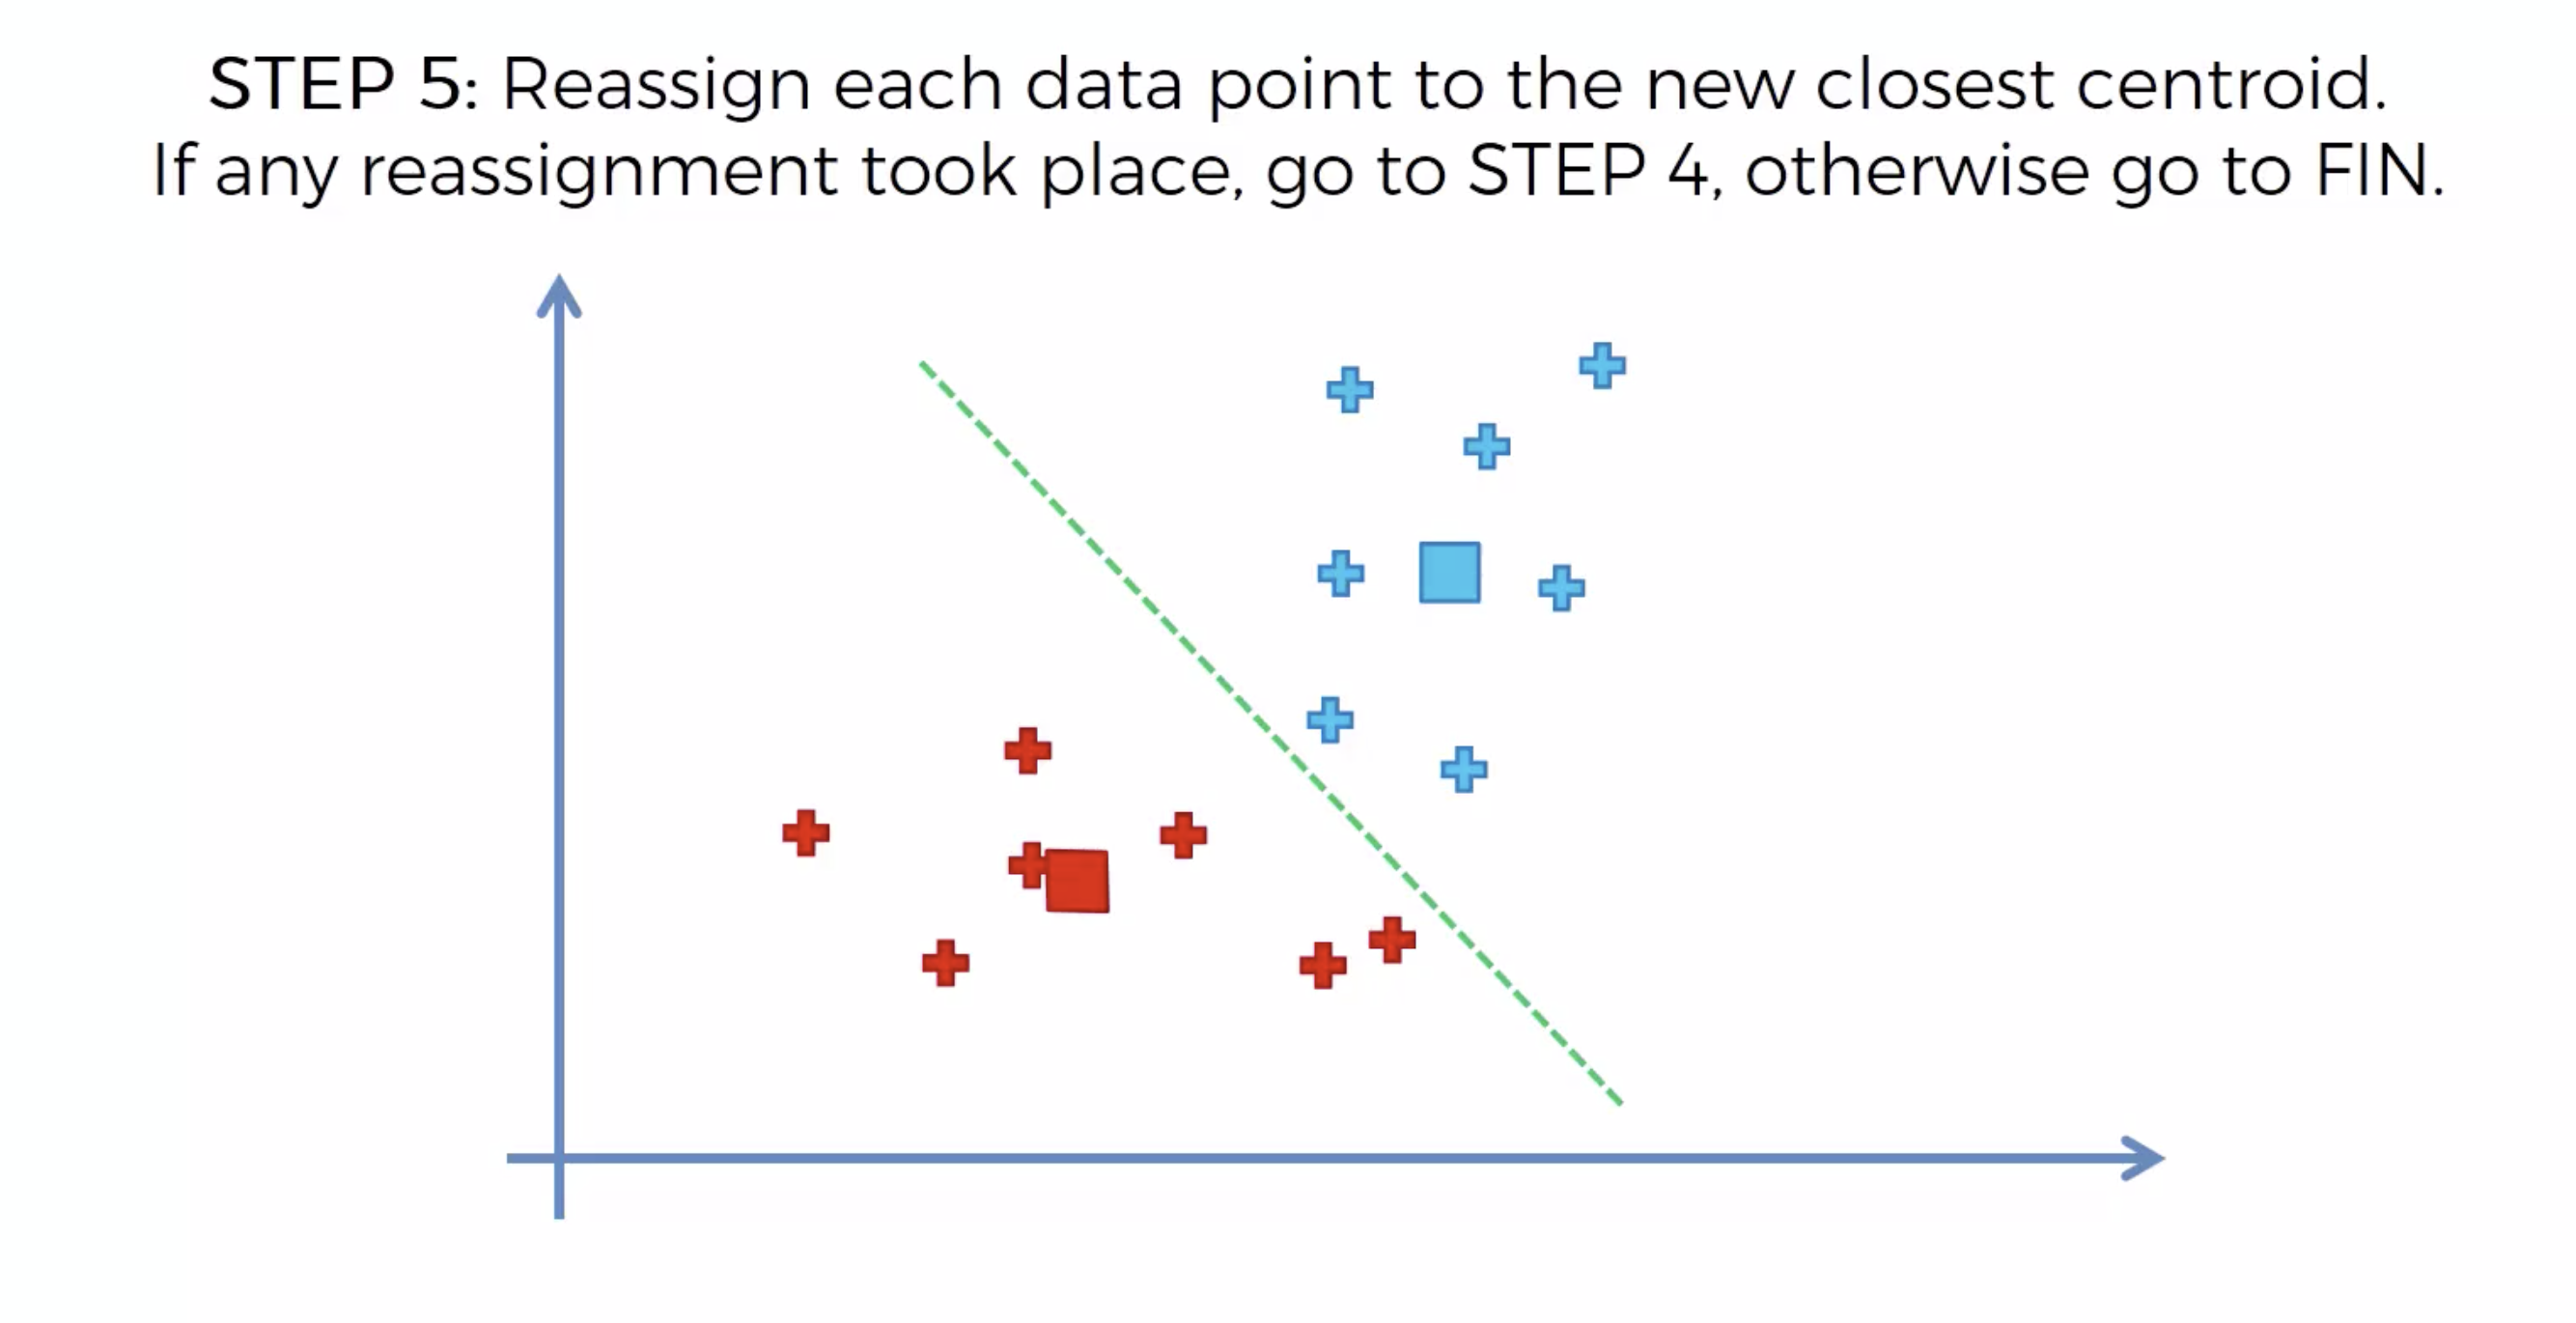 STEP 5: Reassign each data point to the new closest centroid.
If any reassignment took place, go to STEP 4, otherwise go to FIN.